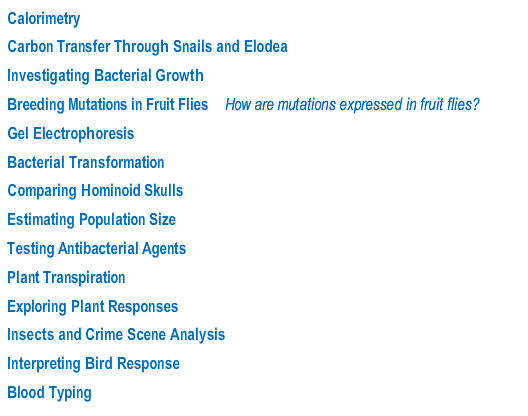 Calorimetry
Carbon Transfer Through Snails and Elodea
Investigating Bacterial Growth
Breeding Mutations in Fruit Flies How are mutations expressed in fruit flies?
Gel Electrophoresis
Bacterial Transformation
Comparing Hominoid Skulls
Estimating Population Size
Testing Antibacterial Agents
Plant Transpiration
Exploring Plant Responses
Insects and Crime Scene Analysis
Interpreting Bird Response
Blood Typing